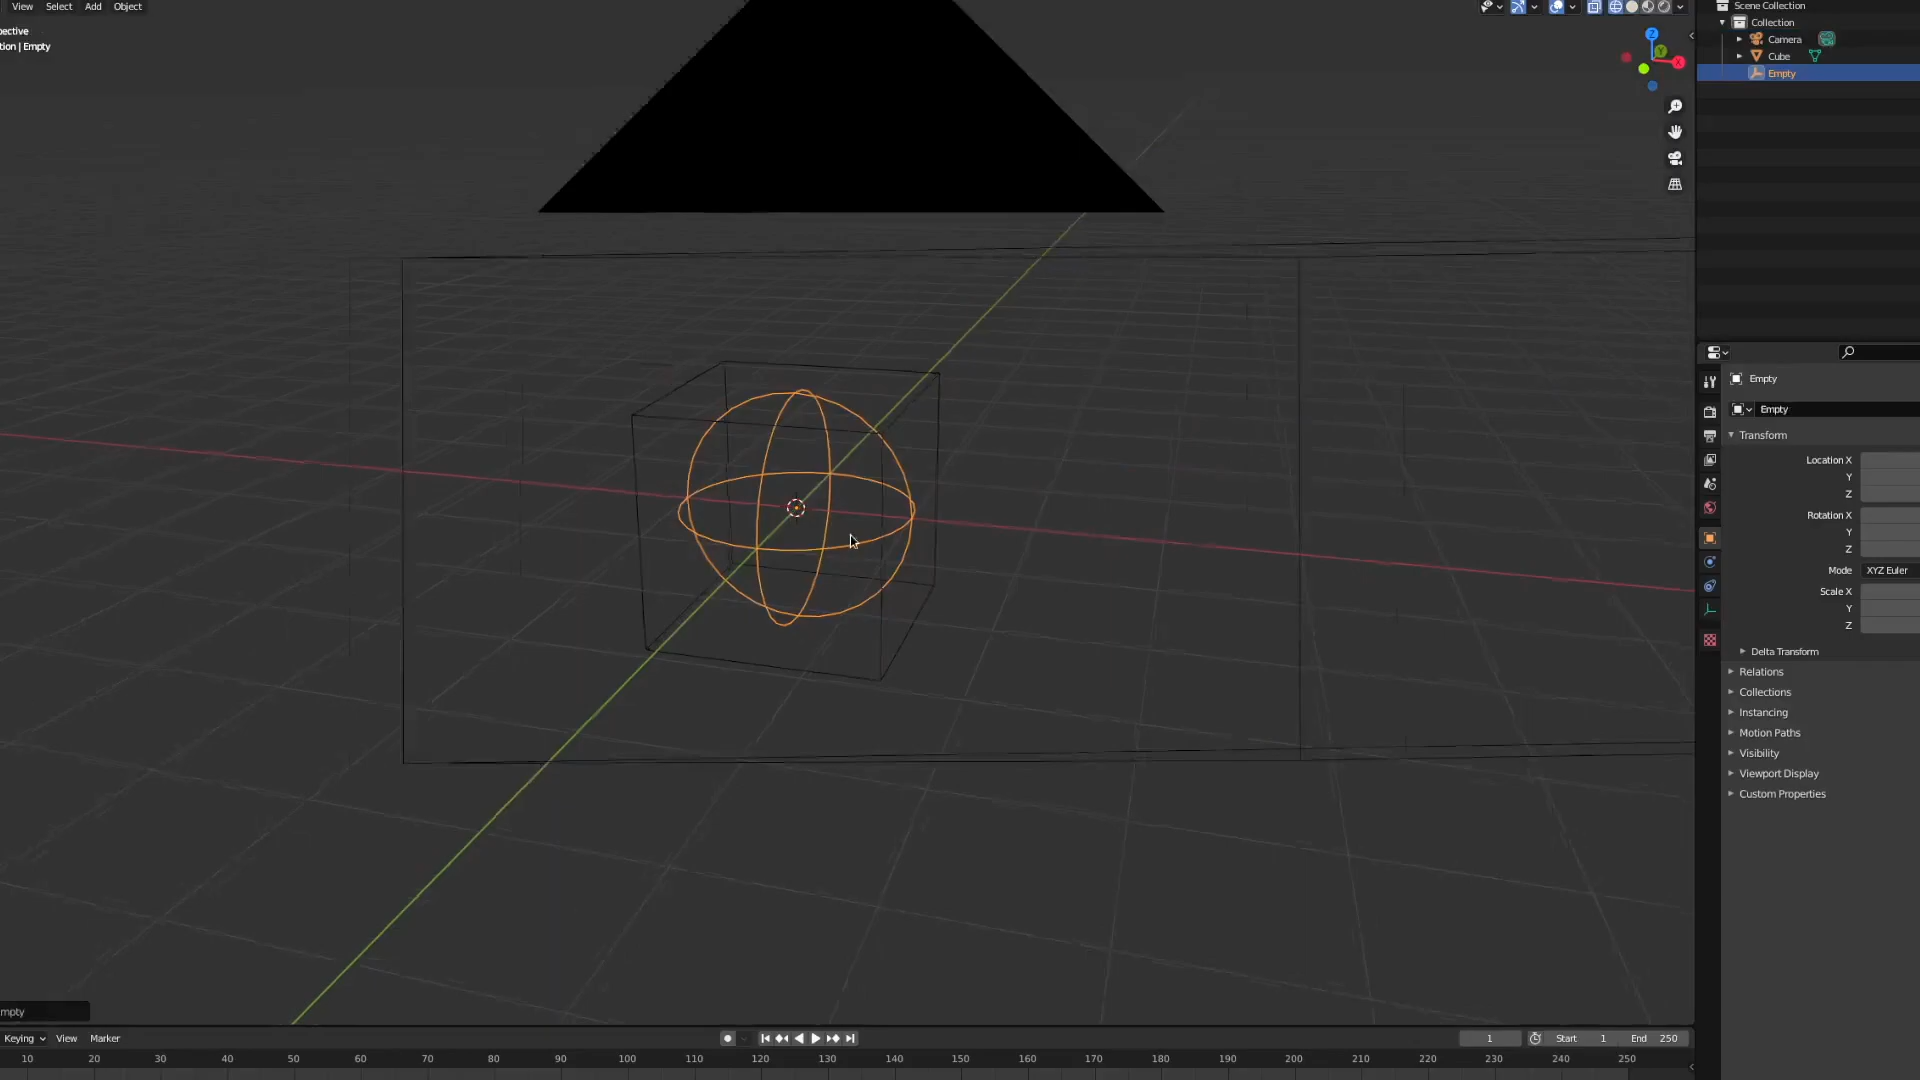 View Select Add Object
pective
tion | Empty
Z
Y
X
Scene Collection
Collection
Camera
Cube
Empty
Empty
Empty
Transform
Location X
Y
Z
Rotation X
Y
Z
Mode XYZ Euler
Scale X
Y
Z
Delta Transform
Relations
Collections
Instancing
Motion Paths
Visibility
Viewport Display
Custom Properties
mpty
Keying View Marker 1 Start 1 End 250
10 20 30 40 50 60 70 80 90 100 110 120 130 140 150 160 170 180 190 200 210 220 230 240 250